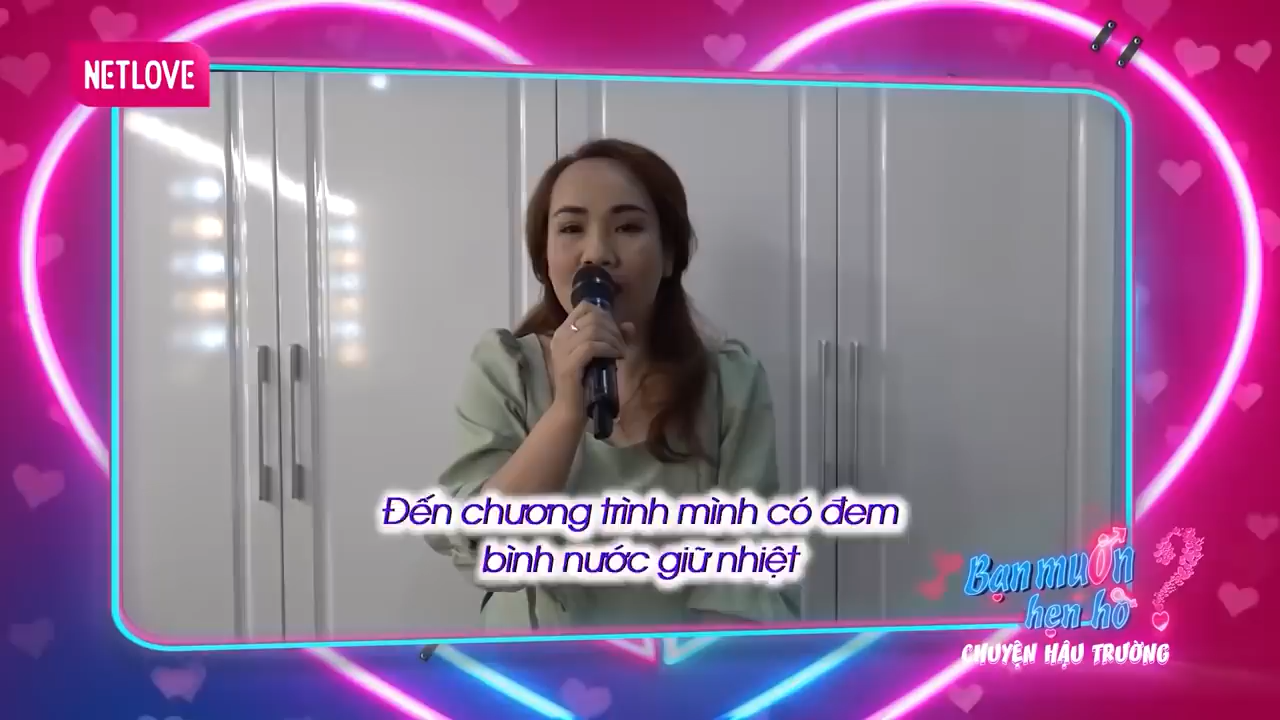 NETLOVE
Đến chương trình mình có đem
bình nước giữ nhiệt
Bạn muốn
hẹn hò?
CHUYỆN HẬU TRƯỜNG